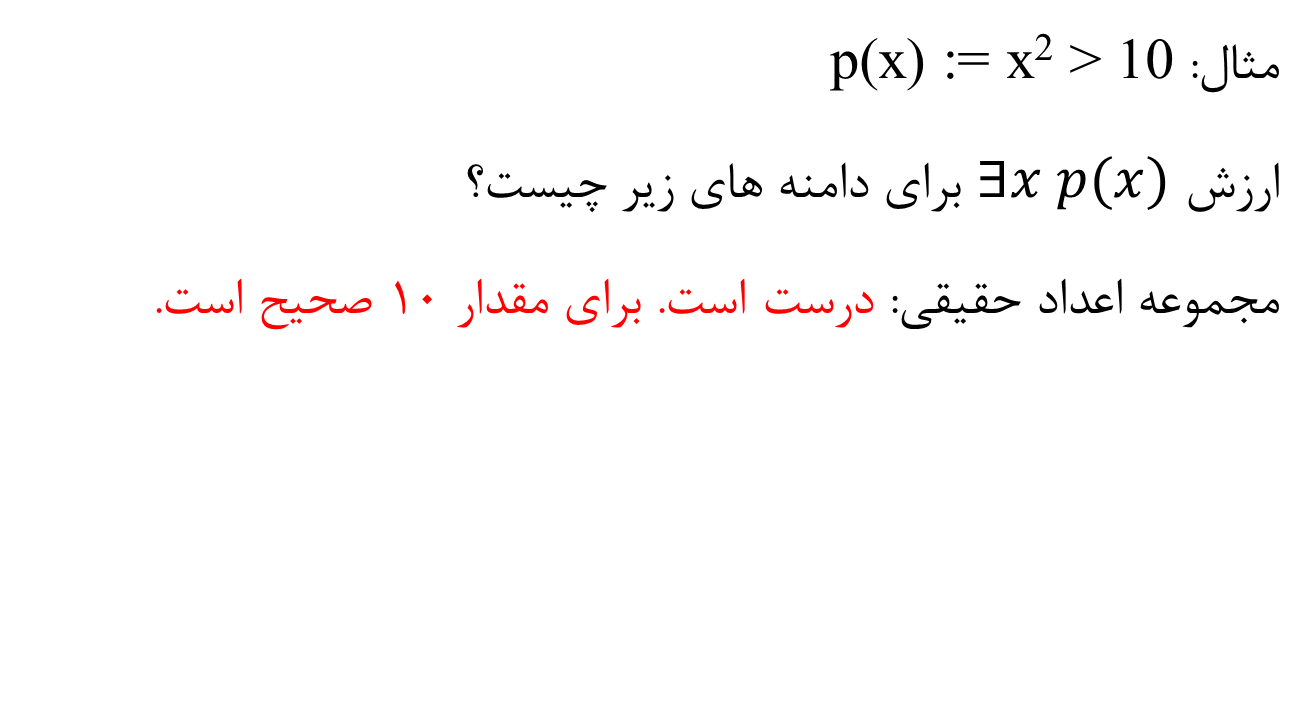 مثال: p(x) := x² > 10
ارزش ∃x p(x) برای دامنه های زیر چیست؟
مجموعه اعداد حقیقی: درست است. برای مقدار ۱۰ صحیح است.